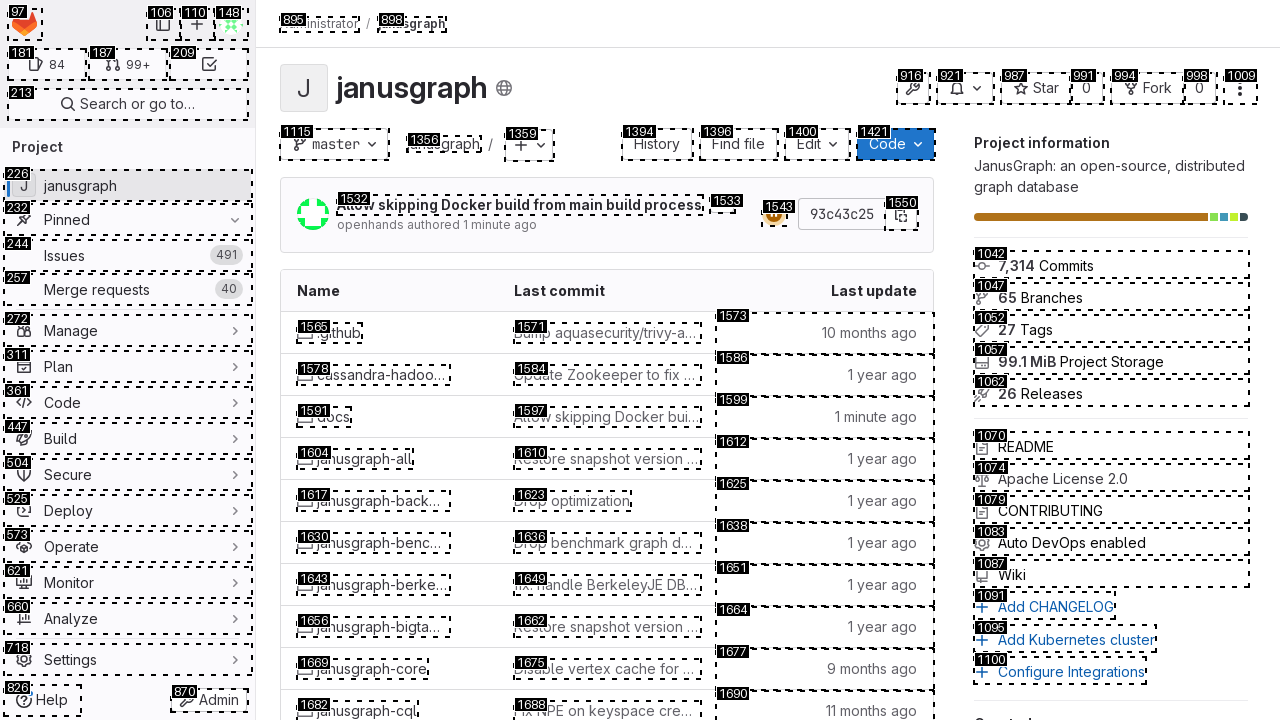 97
106
110
148
895
Administrator
/
898
janusgraph
181
84
187
99+
209
213
Search or go to…
J
janusgraph
916
921
987
Star
991
0
994
Fork
998
0
1009
Project
226
J
janusgraph
232
Pinned
244
Issues
491
257
Merge requests
40
272
Manage
311
Plan
361
Code
447
Build
504
Secure
525
Deploy
573
Operate
621
Monitor
660
Analyze
718
Settings
826
Help
870
Admin
1115
master
1356
janusgraph
/
1359
1394
History
1396
Find file
1400
Edit
1421
Code
1532
Allow skipping Docker build from main build process
1533
openhands authored 1 minute ago
1543
93c43c25
1550
Name
Last commit
Last update
1565
.github
1571
Bump aquasecurity/trivy-a…
1573
10 months ago
1578
cassandra-hadoo…
1584
Update Zookeeper to fix …
1586
1 year ago
1591
docs
1597
Allow skipping Docker bui…
1599
1 minute ago
1604
janusgraph-all
1610
Restore snapshot version …
1612
1 year ago
1617
janusgraph-back…
1623
Drop optimization
1625
1 year ago
1630
janusgraph-benc…
1636
Drop benchmark graph d…
1638
1 year ago
1643
janusgraph-berke…
1649
fix: handle BerkeleyJE DB…
1651
1 year ago
1656
janusgraph-bigta…
1662
Restore snapshot version …
1664
1 year ago
1669
janusgraph-core
1675
Disable vertex cache for …
1677
9 months ago
1682
janusgraph-cql
1688
Fix NPE on keyspace cre…
1690
11 months ago
Project information
JanusGraph: an open-source, distributed
graph database
1042
7,314 Commits
1047
65 Branches
1052
27 Tags
1057
99.1 MiB Project Storage
1062
26 Releases
1070
README
1074
Apache License 2.0
1079
CONTRIBUTING
1083
Auto DevOps enabled
1087
Wiki
1091
Add CHANGELOG
1095
Add Kubernetes cluster
1100
Configure Integrations